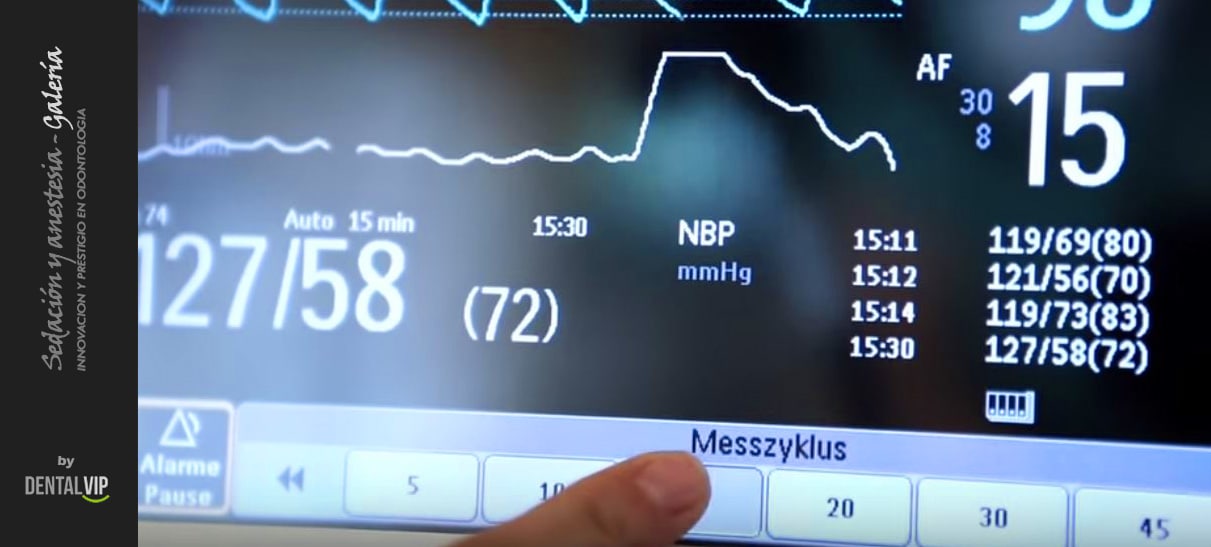 Sedación y anestesia - Galería
INNOVACION Y PRESTIGIO EN ODONTOLOGIA
by
DENTALVIP
AF
30
8
15
74
Auto 15 min
15:30
127/58
(72)
NBP
mmHg
15:11 119/69(80)
15:12 121/56(70)
15:14 119/73(83)
15:30 127/58(72)
Messzyklus
Alarme
Pause
5
10
20
30
45